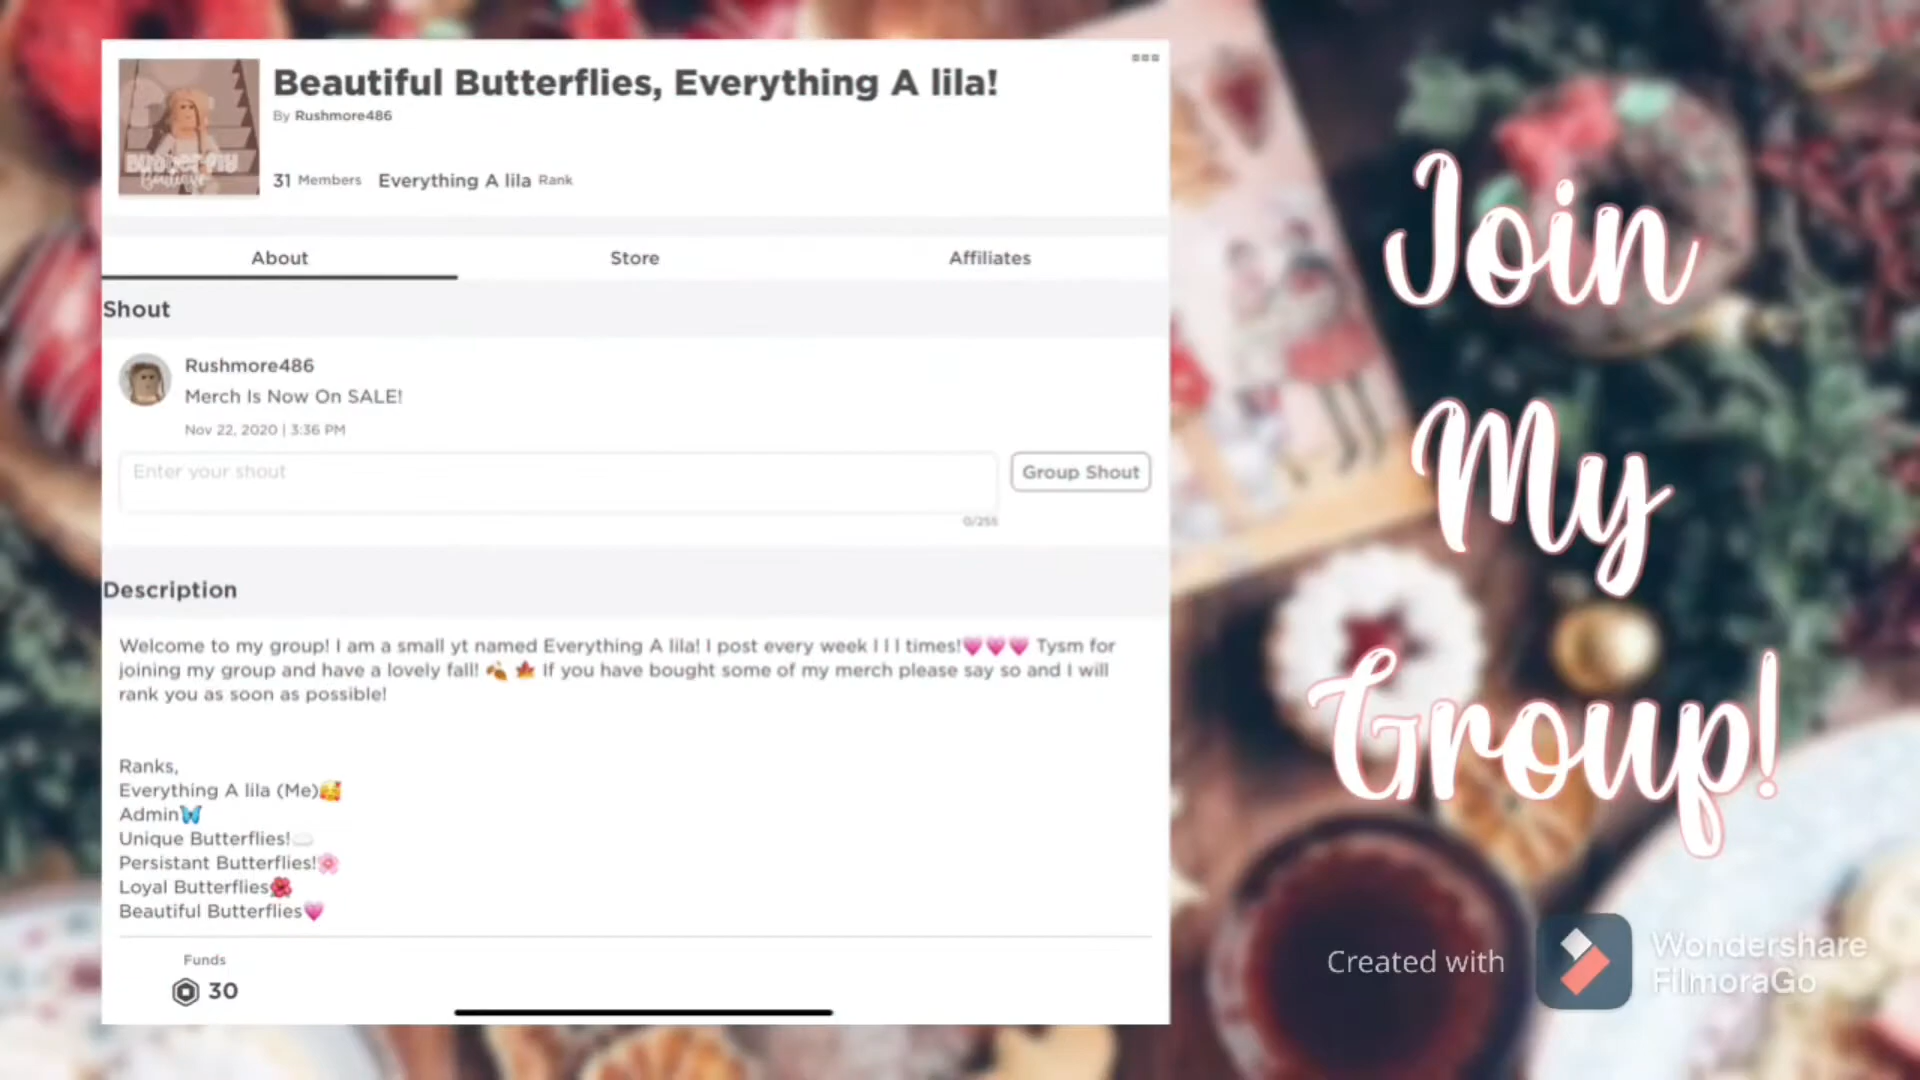 Beautiful Butterflies, Everything A lila!
By Rushmore486
31 Members Everything A lila Rank
About
Store
Affiliates
Shout
Rushmore486
Merch Is Now On SALE!
Nov 22, 2020 | 3:36 PM
Enter your shout
Group Shout
0/255
Description
Welcome to my group! I am a small yt named Everything A lila! I post every week I I I times!💗💗💗 Tysm for
joining my group and have a lovely fall! 🍂 🍁 If you have bought some of my merch please say so and I will
rank you as soon as possible!
Ranks,
Everything A lila (Me)🥰
Admin🦋
Unique Butterflies!☁️
Persistant Butterflies!🌸
Loyal Butterflies🌺
Beautiful Butterflies💗
Funds
30
Join
My
Group!
Created with
Wondershare
FilmoraGo